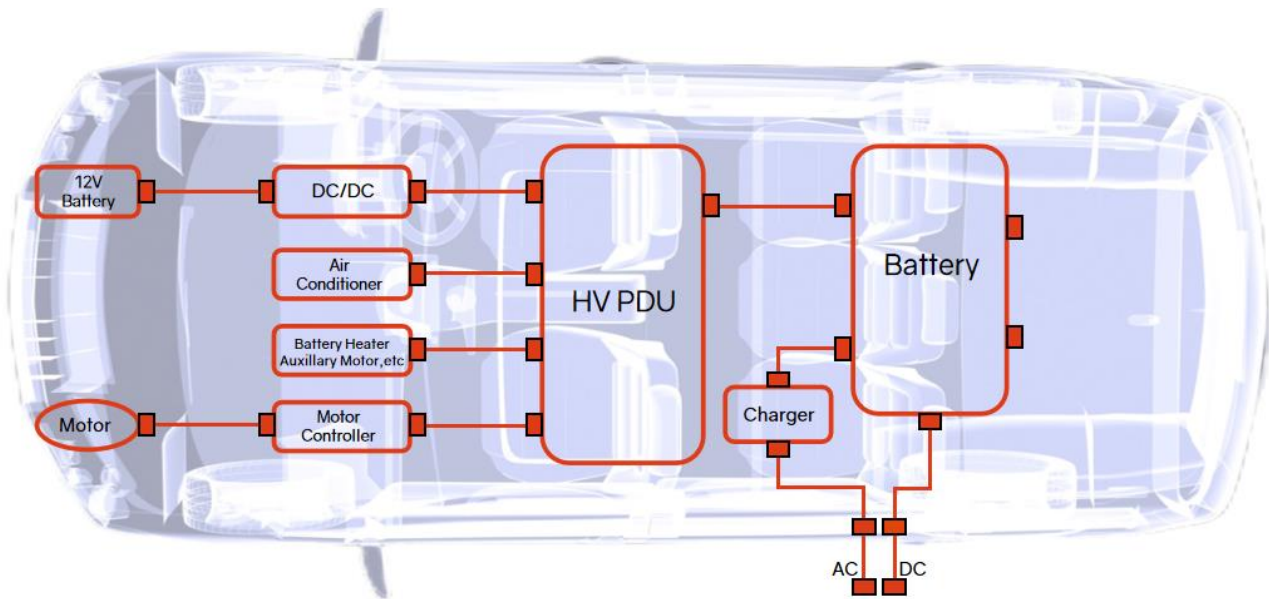 12V
Battery
DC/DC
Air
Conditioner
Battery Heater
Auxillary Motor,etc
Motor
Motor
Controller
HV PDU
Battery
Charger
AC
DC